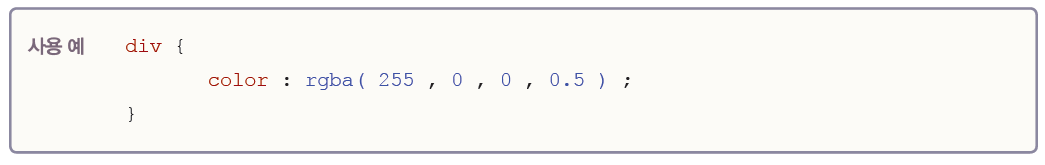 사용 예 div {
color : rgba( 255 , 0 , 0 , 0.5 ) ;
}